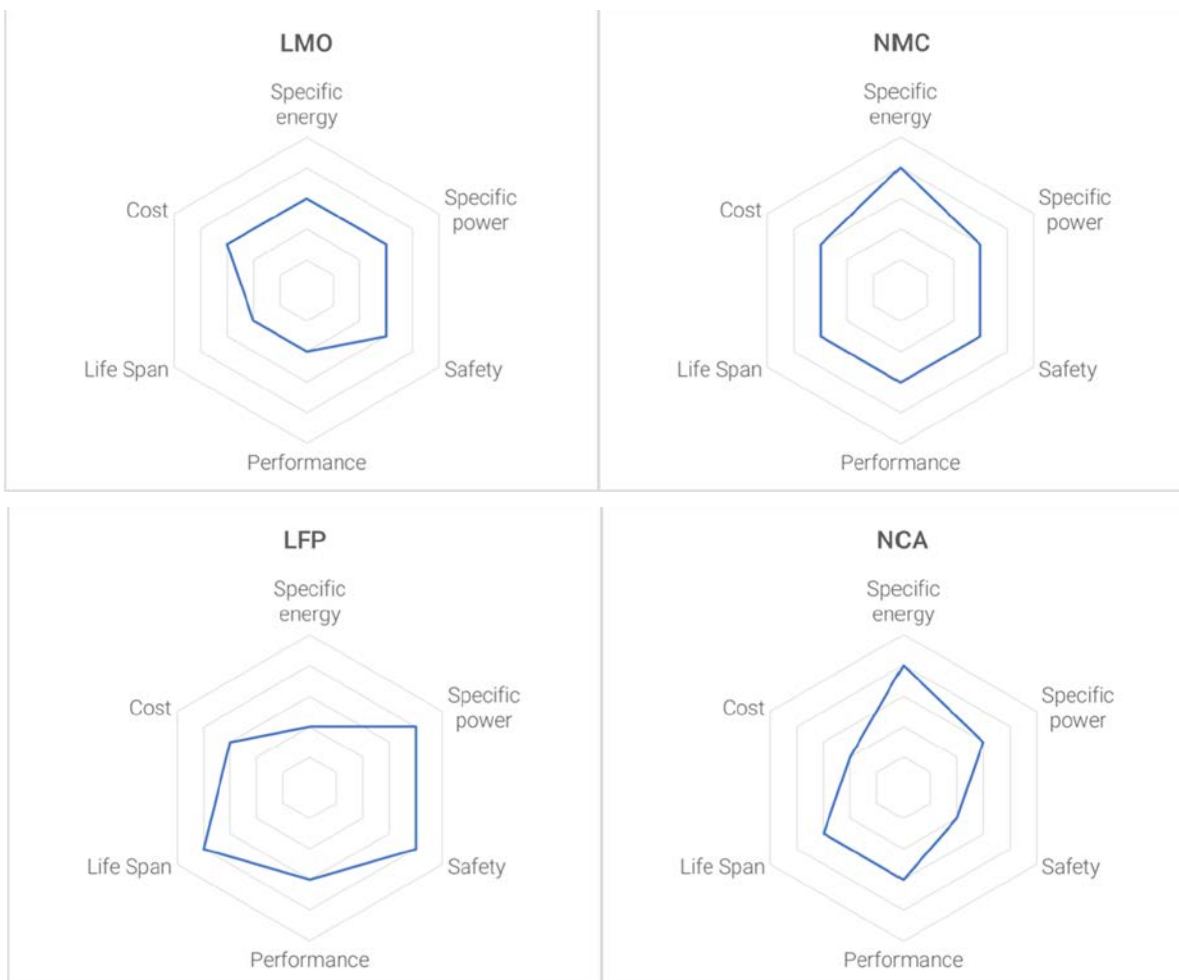 LMO
Specific
energy
Cost
Specific
power
Life Span
Safety
Performance
NMC
Specific
energy
Cost
Specific
power
Life Span
Safety
Performance
LFP
Specific
energy
Cost
Specific
power
Life Span
Safety
Performance
NCA
Specific
energy
Cost
Specific
power
Life Span
Safety
Performance